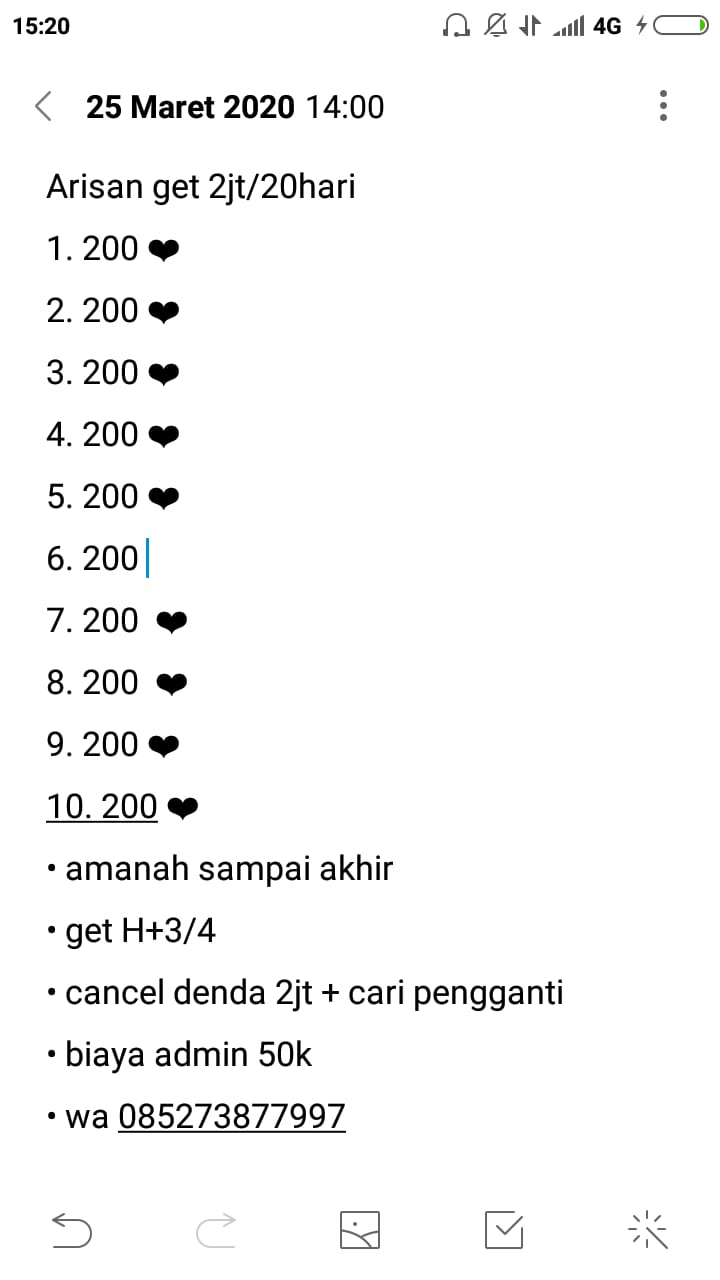 15:20 4G
25 Maret 2020 14:00
Arisan get 2jt/20hari
1. 200 ❤
2. 200 ❤
3. 200 ❤
4. 200 ❤
5. 200 ❤
6. 200
7. 200 ❤
8. 200 ❤
9. 200 ❤
10. 200 ❤
• amanah sampai akhir
• get H+3/4
• cancel denda 2jt + cari pengganti
• biaya admin 50k
• wa 085273877997